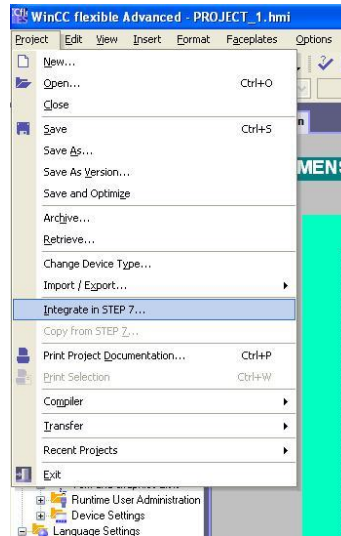 WinCC flexible Advanced - PROJECT_1.hmi
Project Edit View Insert Format Faceplates Options
New...
Open... Ctrl+O
Close
Save Ctrl+S
Save As...
Save As Version...
Save and Optimize
Archive...
Retrieve...
Change Device Type...
Import / Export...
Integrate in STEP 7...
Copy from STEP 7...
Print Project Documentation... Ctrl+P
Print Selection Ctrl+W
Compiler
Transfer
Recent Projects
Exit
Runtime User Administration
Device Settings
Language Settings